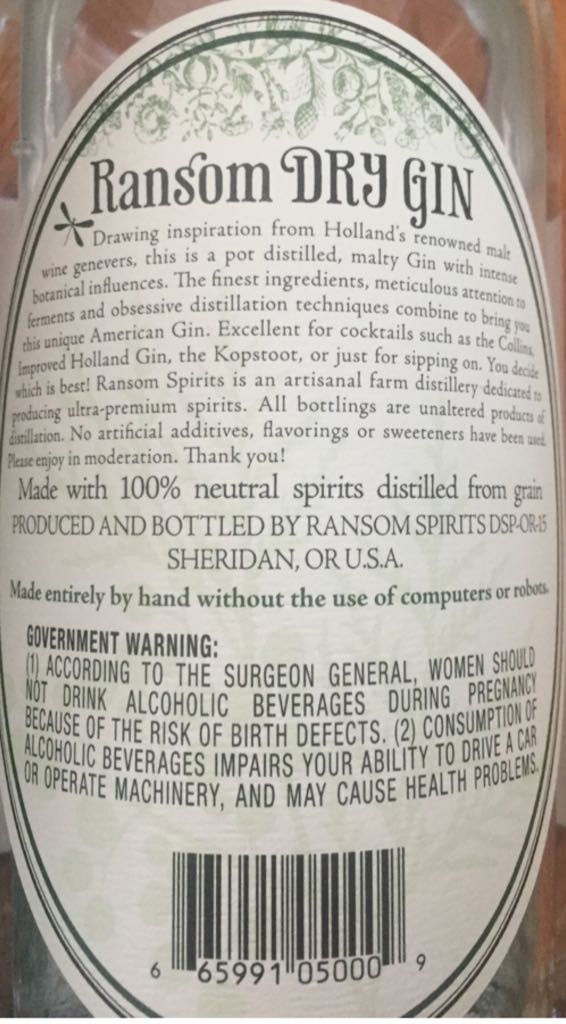 Ransom DRY GIN
Drawing inspiration from Holland's renowned malt
wine genevers, this is a pot distilled, malty Gin with intense
botanical influences. The finest ingredients, meticulous attention to
ferments and obsessive distillation techniques combine to bring you
this unique American Gin. Excellent for cocktails such as the Collins,
Improved Holland Gin, the Kopstoot, or just for sipping on. You decide
which is best! Ransom Spirits is an artisanal farm distillery dedicated to
producing ultra-premium spirits. All bottlings are unaltered products of
distillation. No artificial additives, flavorings or sweeteners have been used.
Please enjoy in moderation. Thank you!
Made with 100% neutral spirits distilled from grain
PRODUCED AND BOTTLED BY RANSOM SPIRITS DSP-OR-15
SHERIDAN, OR U.S.A.
Made entirely by hand without the use of computers or robots.
GOVERNMENT WARNING:
(1) ACCORDING TO THE SURGEON GENERAL, WOMEN SHOULD
NOT DRINK ALCOHOLIC BEVERAGES DURING PREGNANCY
BECAUSE OF THE RISK OF BIRTH DEFECTS. (2) CONSUMPTION OF
ALCOHOLIC BEVERAGES IMPAIRS YOUR ABILITY TO DRIVE A CAR
OR OPERATE MACHINERY, AND MAY CAUSE HEALTH PROBLEMS.
6 65991 05000 9